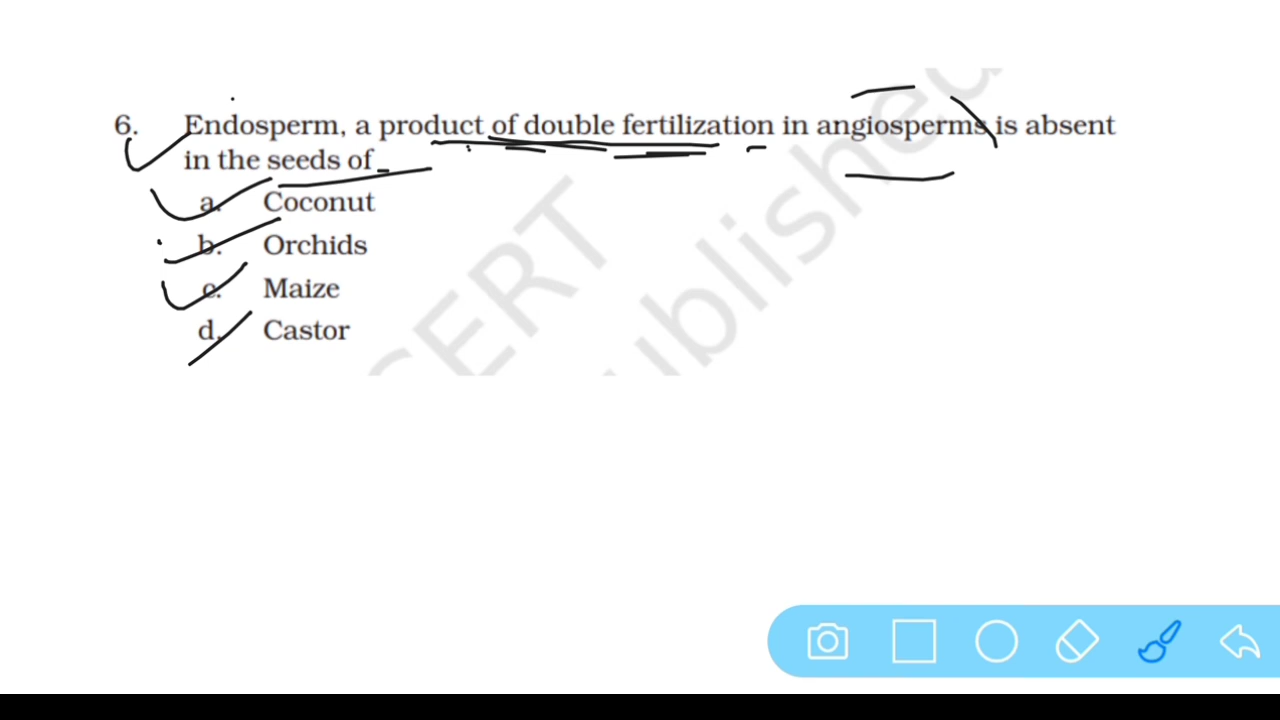 6. Endosperm, a product of double fertilization in angiosperms is absent
in the seeds of
a. Coconut
b. Orchids
c. Maize
d. Castor